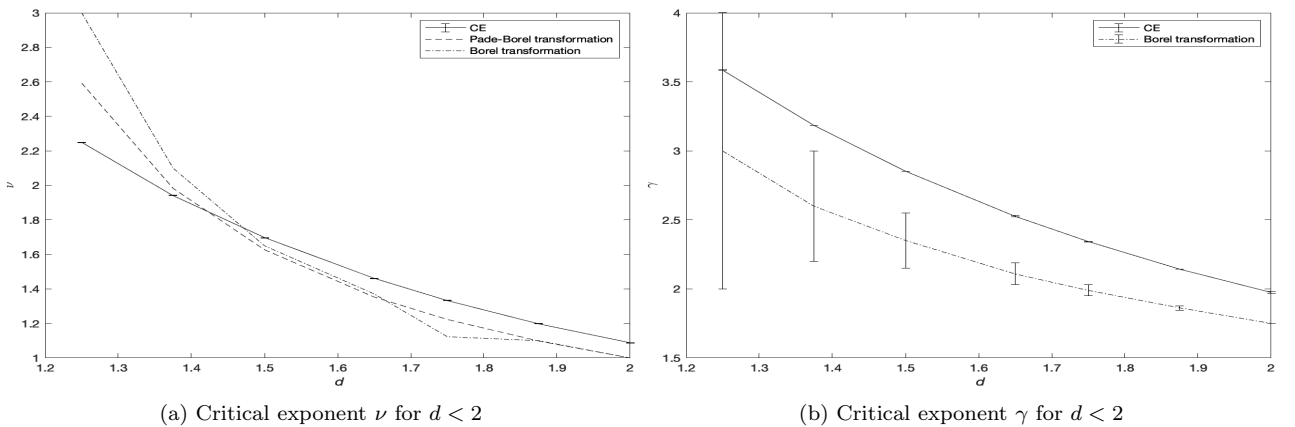 3
2.8
2.6
2.4
2.2
2
1.8
1.6
1.4
1.2
1
ν
1.2 1.3 1.4 1.5 1.6 1.7 1.8 1.9 2
d
CE
Pade-Borel transformation
Borel transformation
(a) Critical exponent ν for d < 2
4
3.5
3
2.5
2
1.5
γ
1.2 1.3 1.4 1.5 1.6 1.7 1.8 1.9 2
d
CE
Borel transformation
(b) Critical exponent γ for d < 2